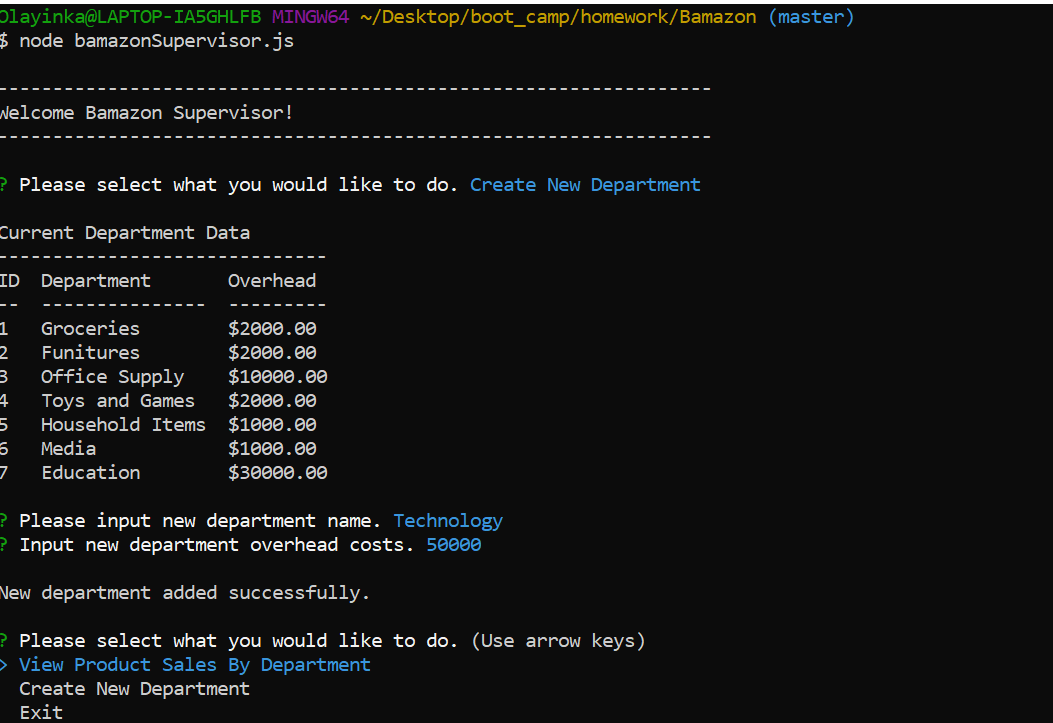 Olayinka@LAPTOP-IA5GHLFB MINGW64 ~/Desktop/boot_camp/homework/Bamazon (master)
$ node bamazonSupervisor.js
-----------------------------------------------------------------
Welcome Bamazon Supervisor!
-----------------------------------------------------------------
? Please select what you would like to do. Create New Department
Current Department Data
------------------------------
ID  Department       Overhead
--  ---------------  ---------
1   Groceries        $2000.00
2   Funitures        $2000.00
3   Office Supply    $10000.00
4   Toys and Games   $2000.00
5   Household Items  $1000.00
6   Media            $1000.00
7   Education        $30000.00
? Please input new department name. Technology
? Input new department overhead costs. 50000
New department added successfully.
? Please select what you would like to do. (Use arrow keys)
> View Product Sales By Department
  Create New Department
  Exit